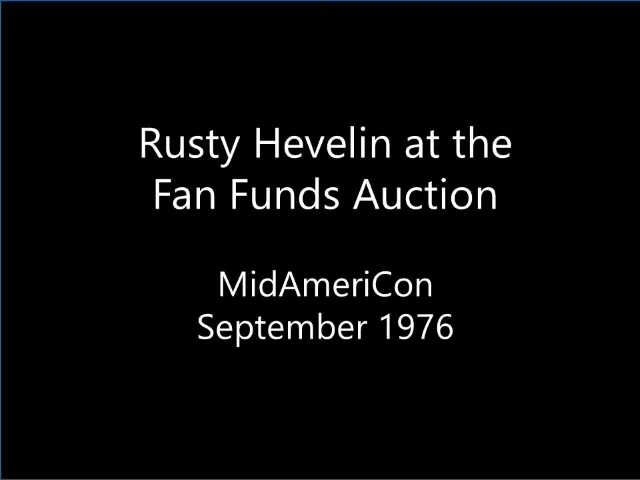 Rusty Hevelin at the
Fan Funds Auction
MidAmeriCon
September 1976